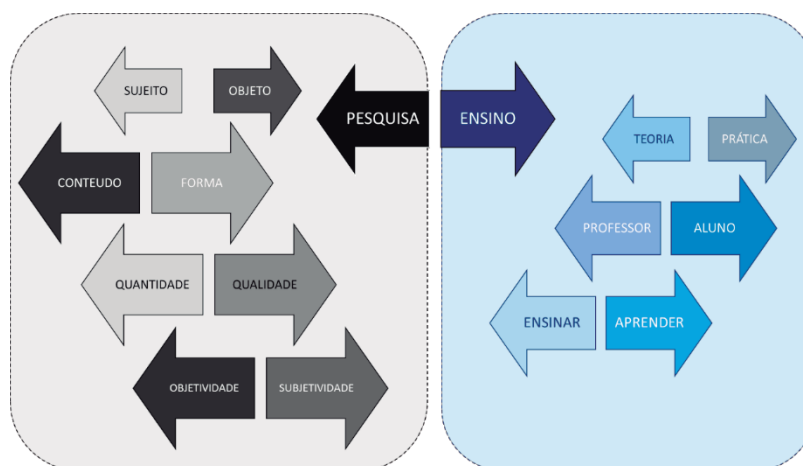 SUJEITO
OBJETO
PESQUISA
ENSINO
CONTEUDO
FORMA
QUANTIDADE
QUALIDADE
OBJETIVIDADE
SUBJETIVIDADE
TEORIA
PRÁTICA
PROFESSOR
ALUNO
ENSINAR
APRENDER